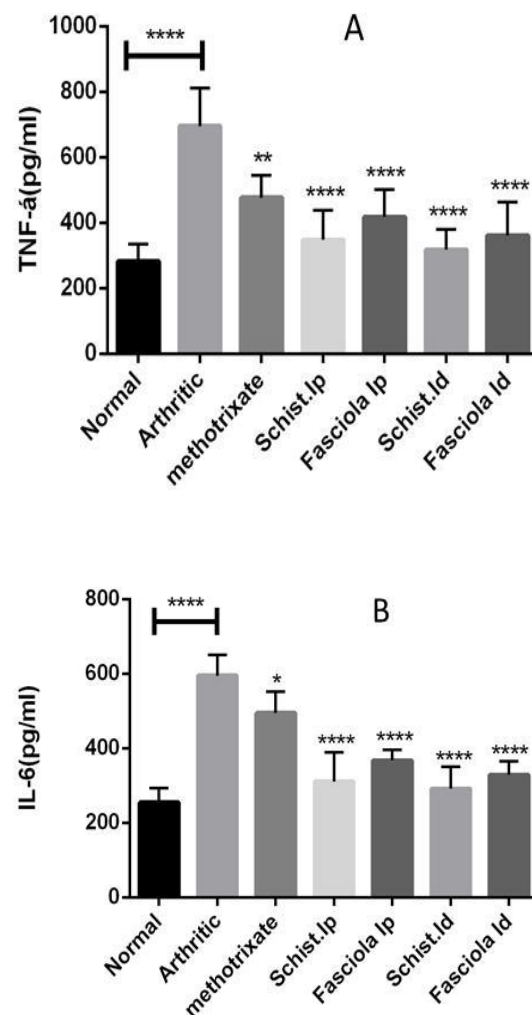 A
TNF-á(pg/ml)
1000
800
600
400
200
0
****
**
****
****
****
****
Normal
Arthritic
methotrixate
Schist.Ip
Fasciola Ip
Schist.Id
Fasciola Id
B
IL-6(pg/ml)
800
600
400
200
0
****
*
****
****
****
****
Normal
Arthritic
methotrixate
Schist.Ip
Fasciola Ip
Schist.Id
Fasciola Id